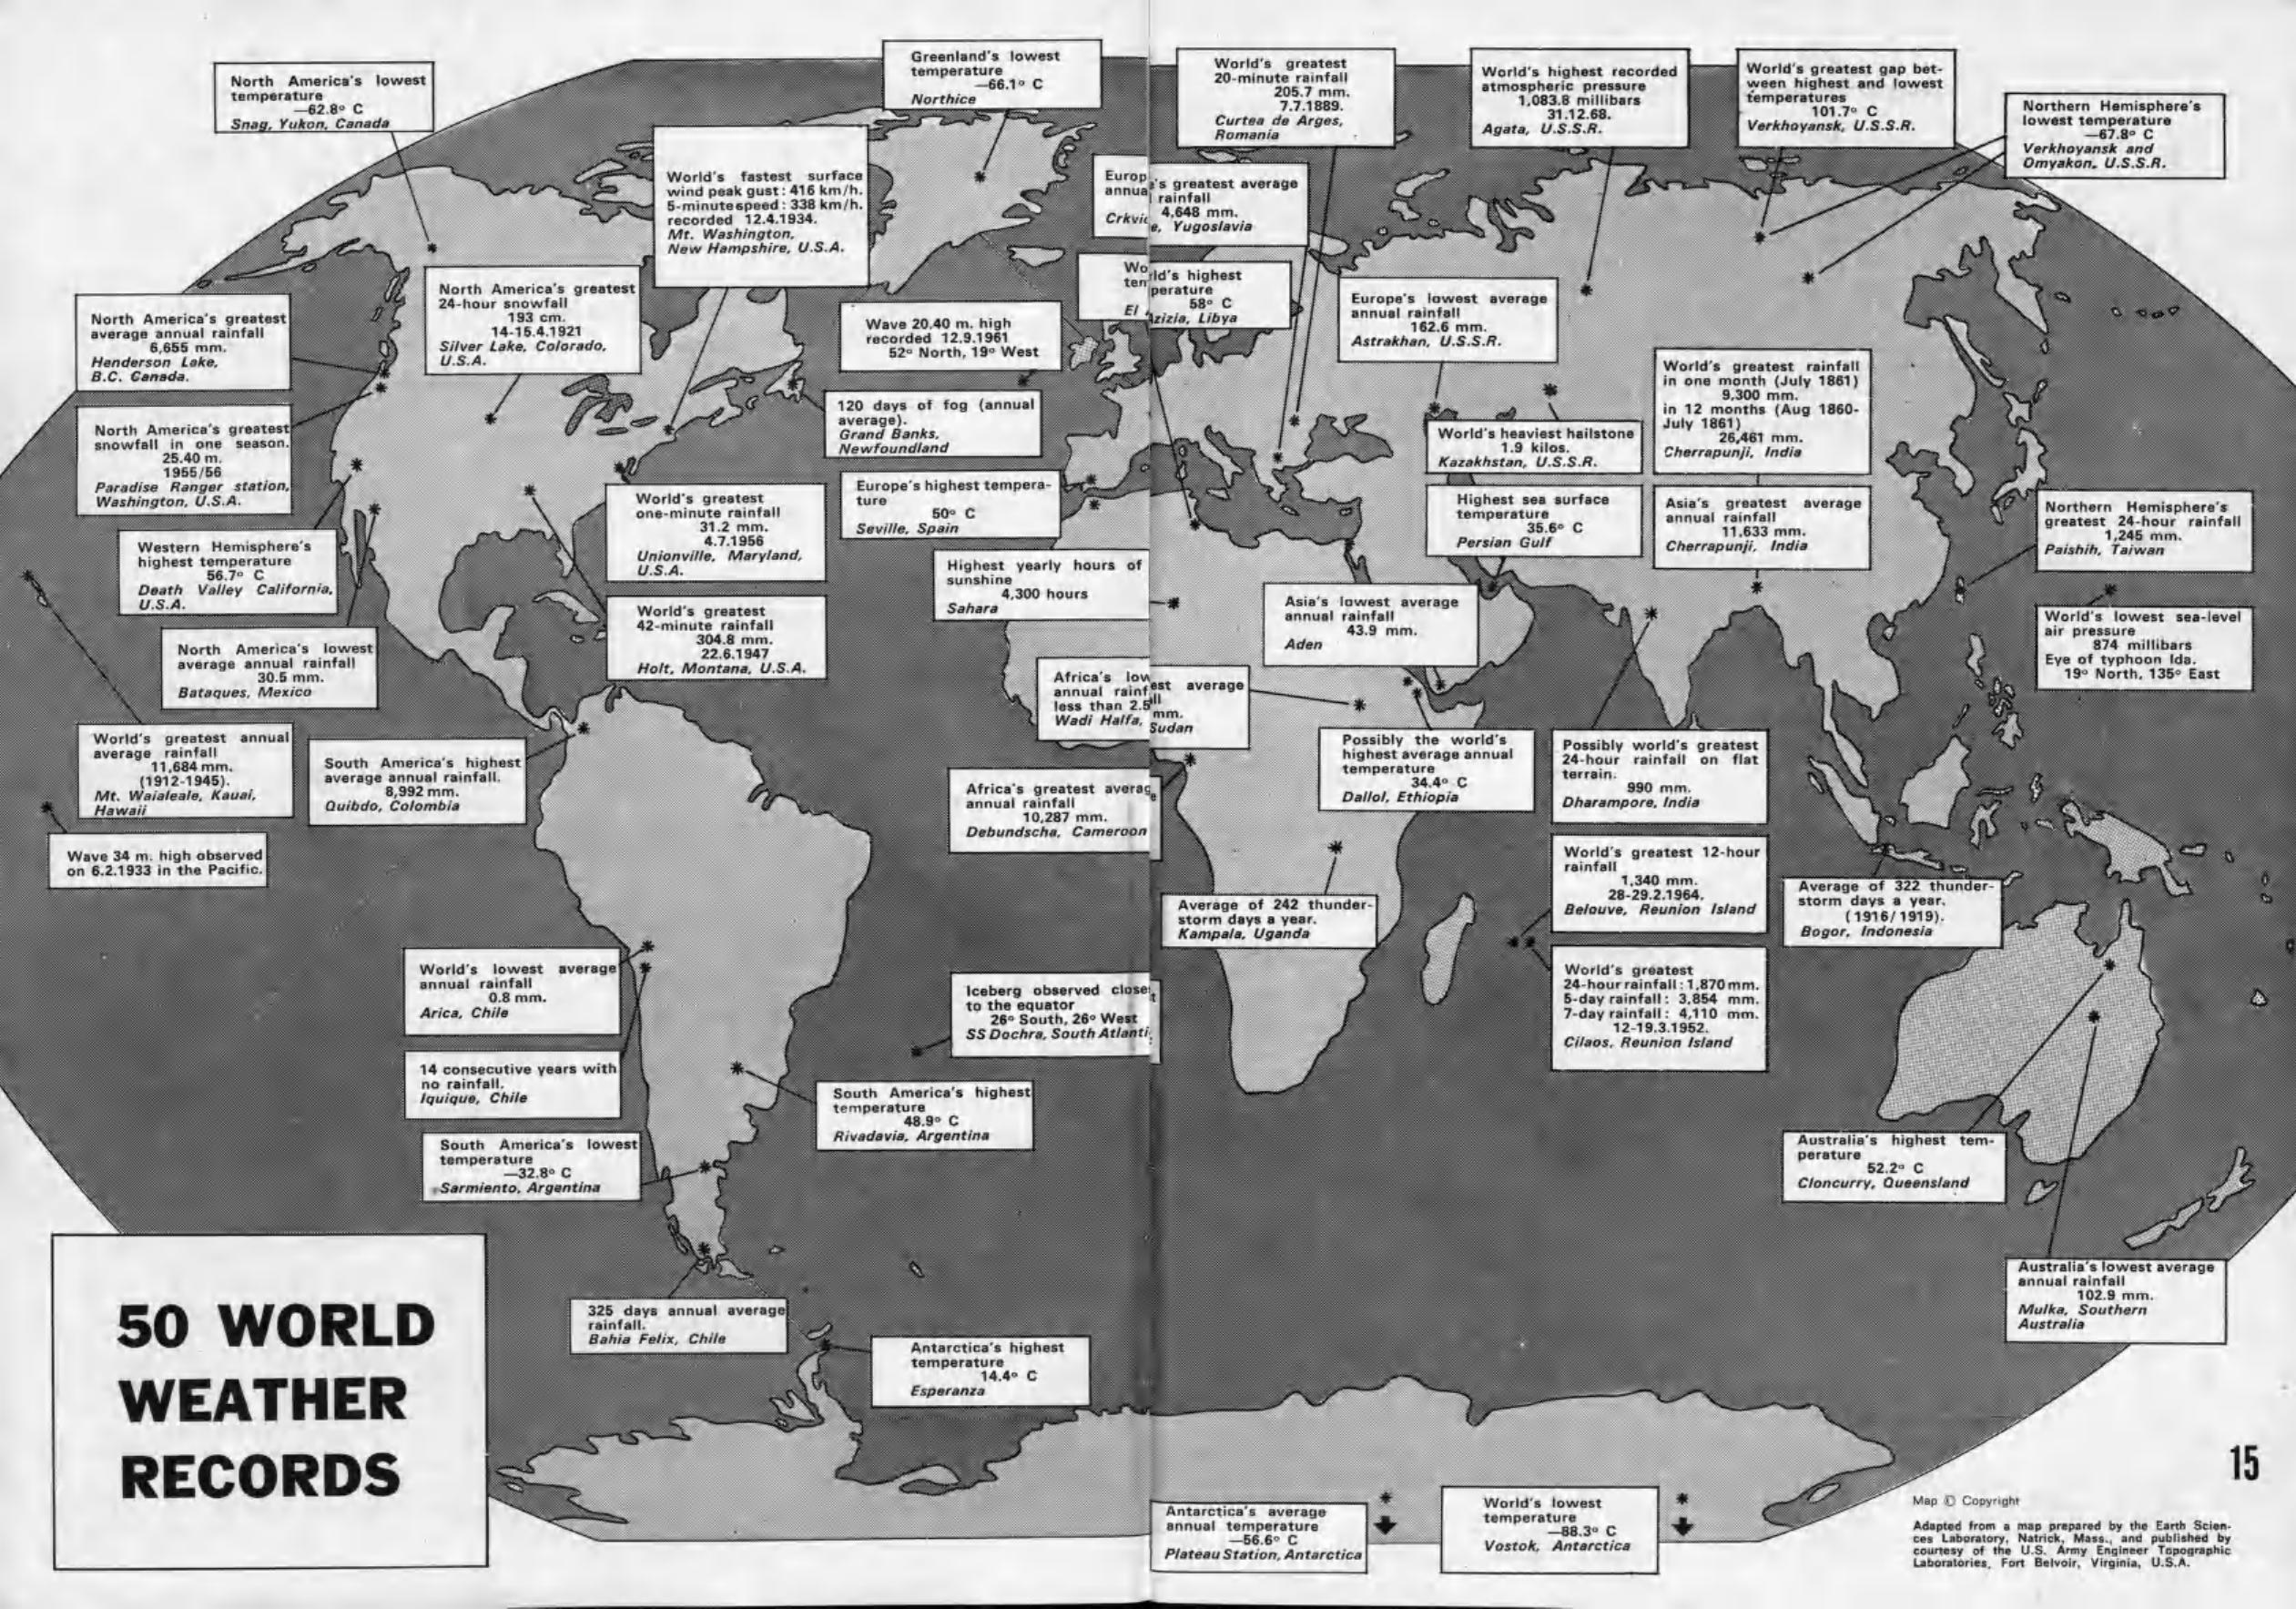 North America's lowest
temperature
—62.8° C
Snag, Yukon, Canada
Greenland's lowest
temperature
—66.1° C
Northice
World's greatest
20-minute rainfall
205.7 mm.
7.7.1889.
Curtea de Arges,
Romania
World's highest recorded
atmospheric pressure
1,083.8 millibars
31.12.68.
Agata, U.S.S.R.
World's greatest gap bet-
ween highest and lowest
temperatures
101.7° C
Verkhoyansk, U.S.S.R.
Northern Hemisphere's
lowest temperature
—67.8° C
Verkhoyansk and
Omyakon, U.S.S.R.
World's fastest surface
wind peak gust: 416 km/h.
5-minute speed: 338 km/h.
recorded 12.4.1934.
Mt. Washington,
New Hampshire, U.S.A.
Europe's greatest average
annual rainfall
4,648 mm.
Crkvice, Yugoslavia
World's highest
temperature
58° C
El Azizia, Libya
North America's greatest
24-hour snowfall
193 cm.
14-15.4.1921
Silver Lake, Colorado,
U.S.A.
North America's greatest
average annual rainfall
6,655 mm.
Henderson Lake,
B.C. Canada.
Wave 20.40 m. high
recorded 12.9.1961
52° North, 19° West
Europe's lowest average
annual rainfall
162.6 mm.
Astrakhan, U.S.S.R.
World's greatest rainfall
in one month (July 1861)
9,300 mm.
in 12 months (Aug 1860-
July 1861)
26,461 mm.
Cherrapunji, India
North America's greatest
snowfall in one season.
25.40 m.
1955/56
Paradise Ranger station,
Washington, U.S.A.
120 days of fog (annual
average).
Grand Banks,
Newfoundland
World's heaviest hailstone
1.9 kilos.
Kazakhstan, U.S.S.R.
Europe's highest tempera-
ture
50° C
Seville, Spain
World's greatest
one-minute rainfall
31.2 mm.
4.7.1956
Unionville, Maryland,
U.S.A.
Highest sea surface
temperature
35.6° C
Persian Gulf
Asia's greatest average
annual rainfall
11,633 mm.
Cherrapunji, India
Northern Hemisphere's
greatest 24-hour rainfall
1,245 mm.
Paishih, Taiwan
Western Hemisphere's
highest temperature
56.7° C
Death Valley California,
U.S.A.
Highest yearly hours of
sunshine
4,300 hours
Sahara
World's greatest
42-minute rainfall
304.8 mm.
22.6.1947
Holt, Montana, U.S.A.
Asia's lowest average
annual rainfall
43.9 mm.
Aden
World's lowest sea-level
air pressure
874 millibars
Eye of typhoon Ida.
19° North, 135° East
North America's lowest
average annual rainfall
30.5 mm.
Bataques, Mexico
Africa's lowest average
annual rainfall
less than 2.5 mm.
Wadi Halfa, Sudan
World's greatest annual
average rainfall
11,684 mm.
(1912-1945).
Mt. Waialeale, Kauai,
Hawaii
South America's highest
average annual rainfall.
8,992 mm.
Quibdo, Colombia
Possibly the world's
highest average annual
temperature
34.4° C
Dallol, Ethiopia
Possibly world's greatest
24-hour rainfall on flat
terrain.
990 mm.
Dharampore, India
Africa's greatest average
annual rainfall
10,287 mm.
Debundscha, Cameroon
Wave 34 m. high observed
on 6.2.1933 in the Pacific.
World's greatest 12-hour
rainfall
1,340 mm.
28-29.2.1964.
Belouve, Reunion Island
Average of 322 thunder-
storm days a year.
(1916/1919).
Bogor, Indonesia
Average of 242 thunder-
storm days a year.
Kampala, Uganda
World's lowest average
annual rainfall
0.8 mm.
Arica, Chile
Iceberg observed closest
to the equator
26° South, 26° West
SS Dochra, South Atlantic
World's greatest
24-hour rainfall: 1,870 mm.
5-day rainfall: 3,854 mm.
7-day rainfall: 4,110 mm.
12-19.3.1952.
Cilaos, Reunion Island
14 consecutive years with
no rainfall.
Iquique, Chile
South America's highest
temperature
48.9° C
Rivadavia, Argentina
South America's lowest
temperature
—32.8° C
Sarmiento, Argentina
Australia's highest tem-
perature
52.2° C
Cloncurry, Queensland
Australia's lowest average
annual rainfall
102.9 mm.
Mulka, Southern
Australia
325 days annual average
rainfall.
Bahia Felix, Chile
Antarctica's highest
temperature
14.4° C
Esperanza
50 WORLD
WEATHER
RECORDS
Antarctica's average
annual temperature
—56.6° C
Plateau Station, Antarctica
World's lowest
temperature
—88.3° C
Vostok, Antarctica
15
Map © Copyright
Adapted from a map prepared by the Earth Scien-
ces Laboratory, Natrick, Mass., and published by
courtesy of the U.S. Army Engineer Topographic
Laboratories, Fort Belvoir, Virginia, U.S.A.